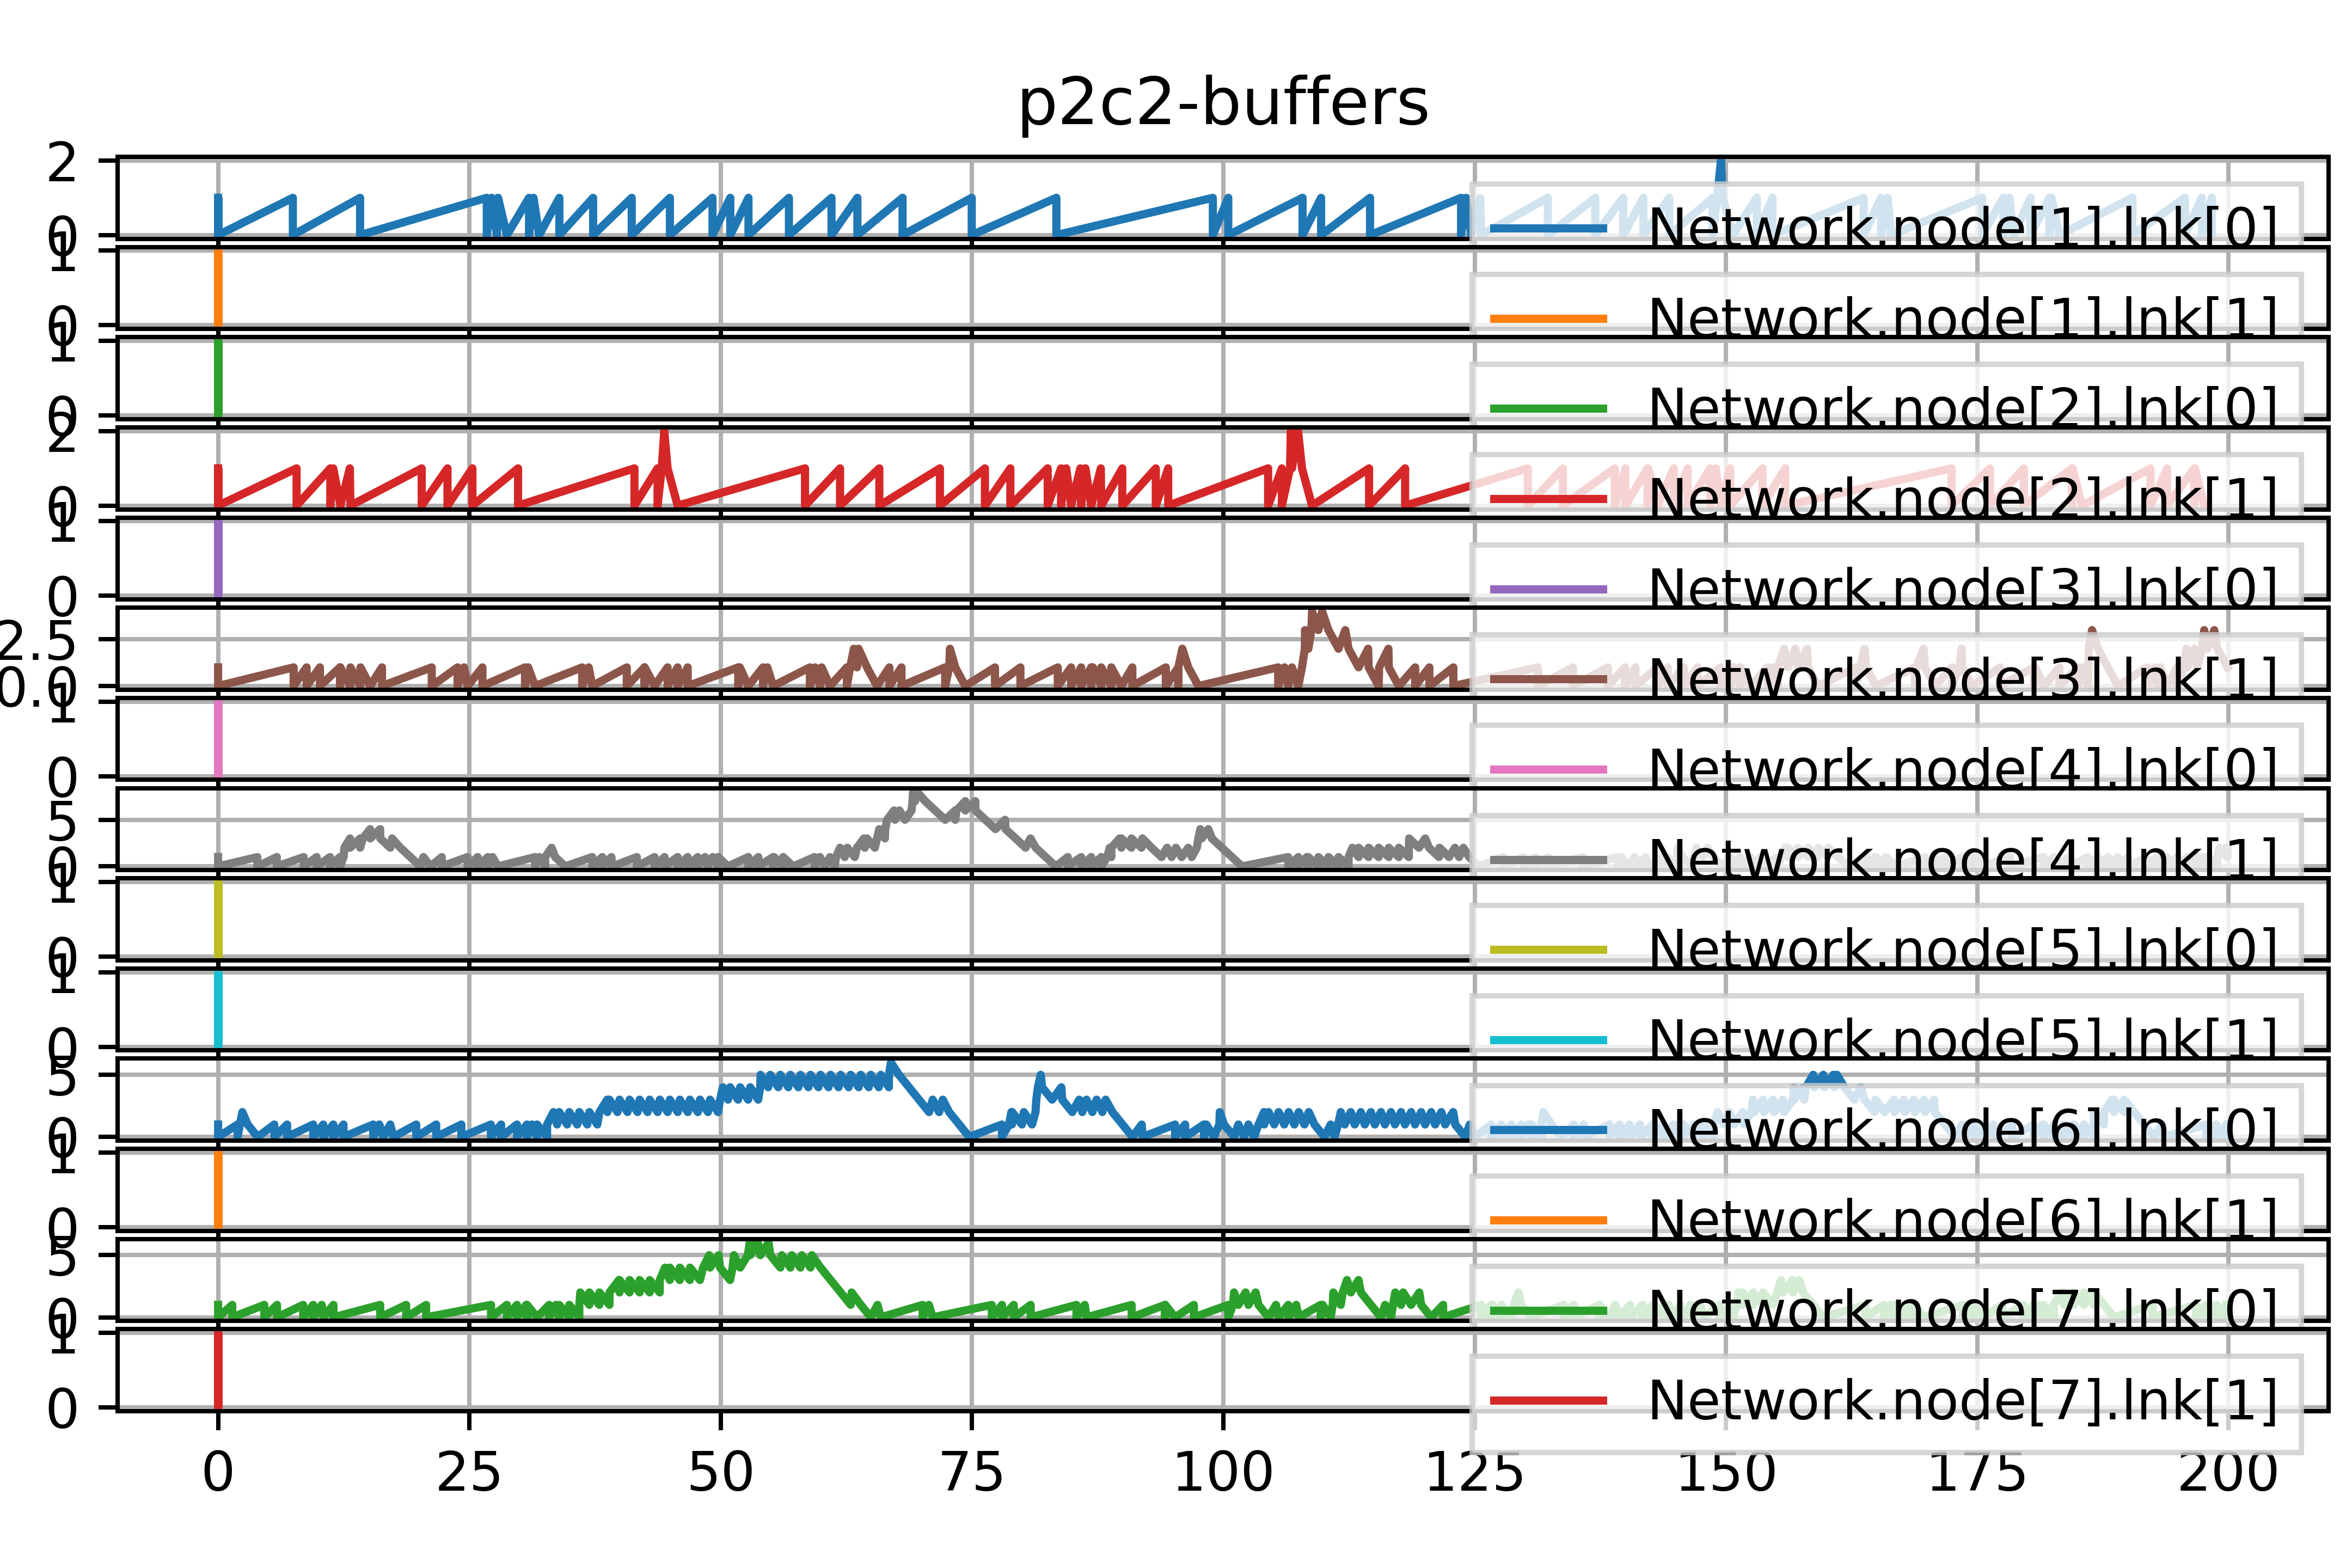 p2c2-buffers
2
0
Network.node[1].lnk[0]
1
0
Network.node[1].lnk[1]
1
0
Network.node[2].lnk[0]
2
0
Network.node[2].lnk[1]
1
0
Network.node[3].lnk[0]
2.5
0.0
Network.node[3].lnk[1]
1
0
Network.node[4].lnk[0]
5
0
Network.node[4].lnk[1]
1
0
Network.node[5].lnk[0]
1
0
Network.node[5].lnk[1]
5
0
Network.node[6].lnk[0]
1
0
Network.node[6].lnk[1]
5
0
Network.node[7].lnk[0]
1
0
Network.node[7].lnk[1]
0 25 50 75 100 125 150 175 200